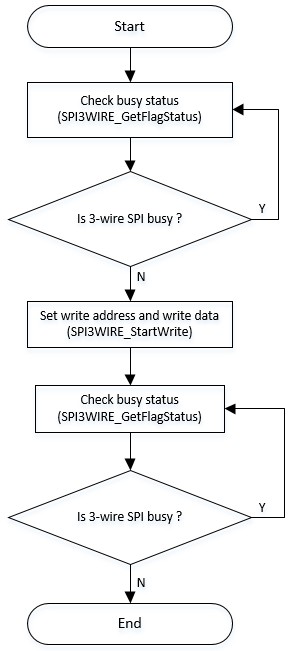 Start
Check busy status
(SPI3WIRE_GetFlagStatus)
Is 3-wire SPI busy ?
Y
N
Set write address and write data
(SPI3WIRE_StartWrite)
Check busy status
(SPI3WIRE_GetFlagStatus)
Is 3-wire SPI busy ?
Y
N
End